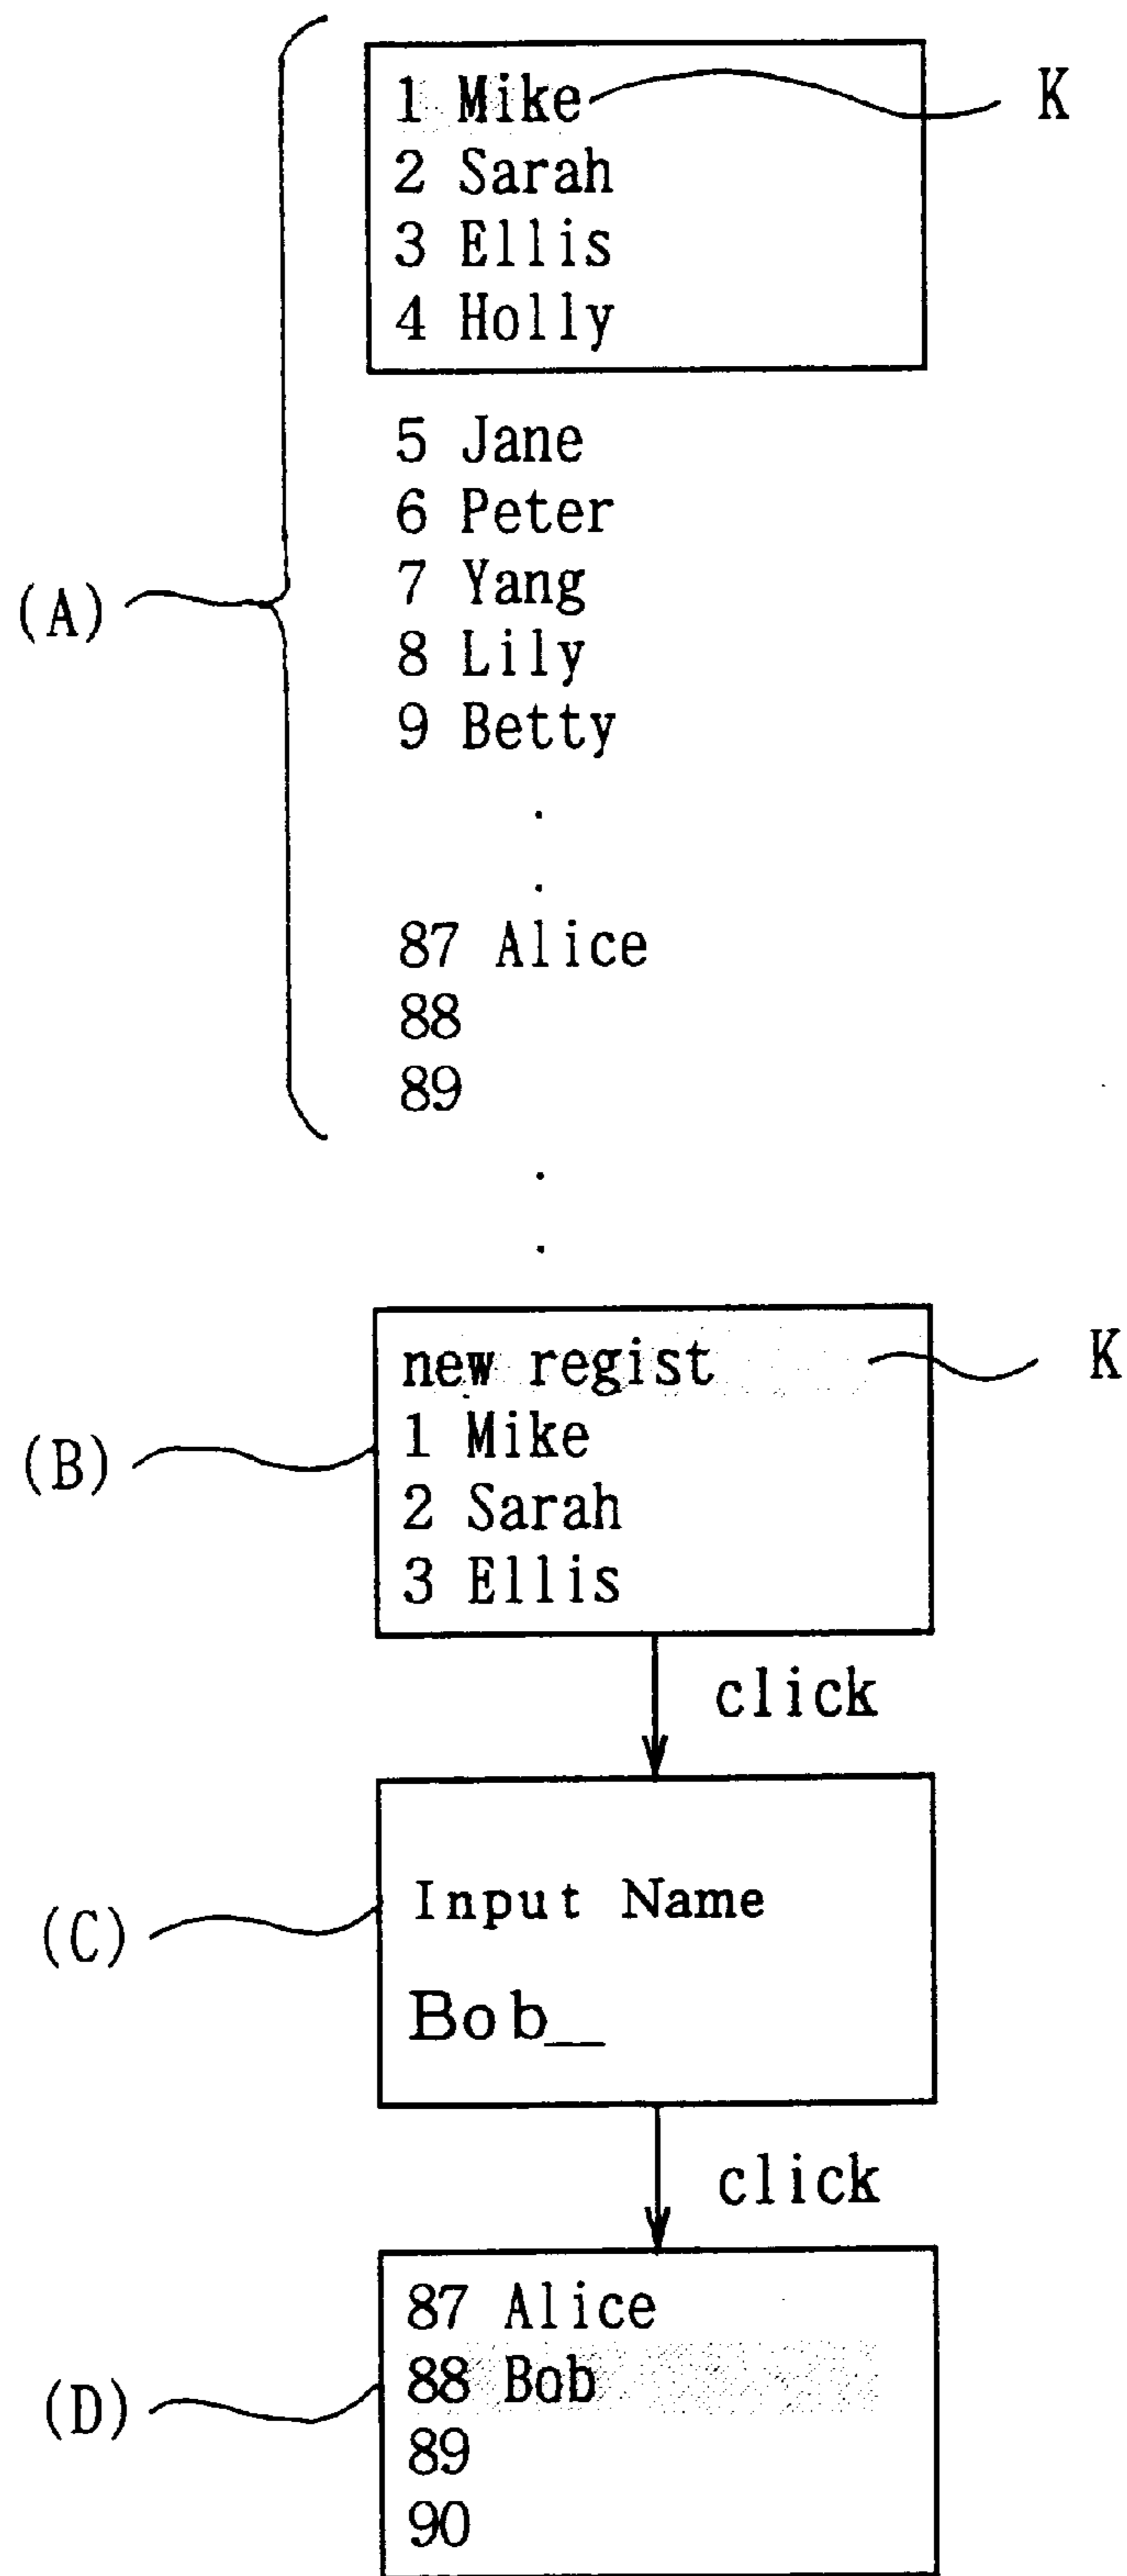 1 Mike K
2 Sarah
3 Ellis
4 Holly
5 Jane
6 Peter
(A)
7 Yang
8 Lily
9 Betty
.
.
87 Alice
88
89
.
.
new regist K
1 Mike
(B)
2 Sarah
3 Ellis
click
(C)
Input Name
Bob_
click
87 Alice
88 Bob
(D)
89
90